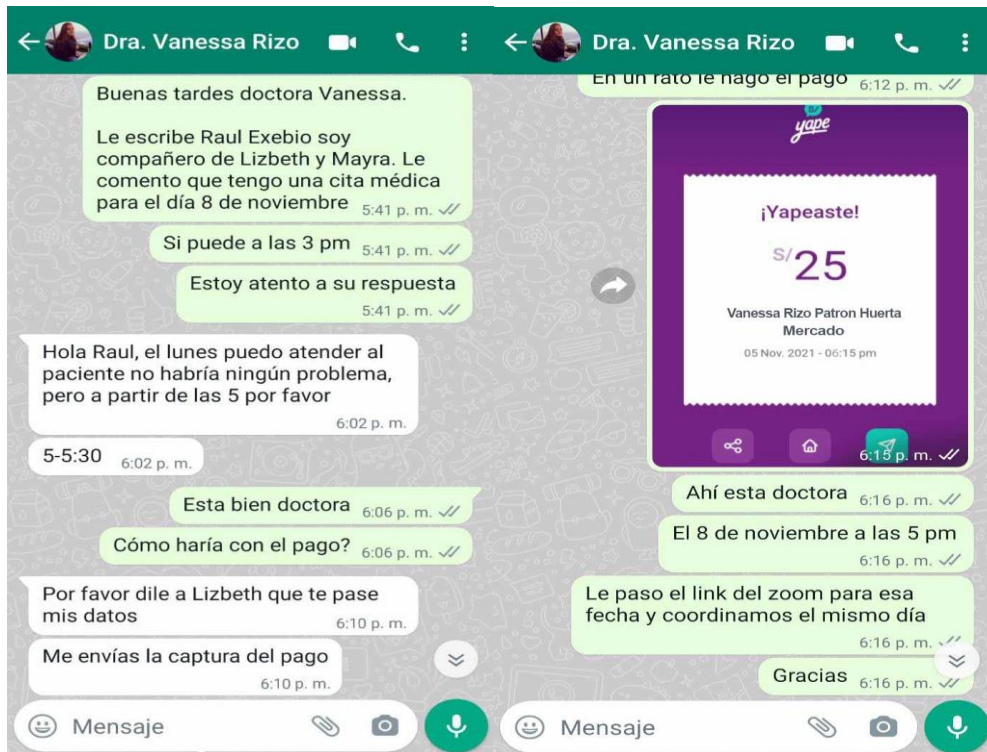 Dra. Vanessa Rizo
Buenas tardes doctora Vanessa.
Le escribe Raul Exebio soy
compañero de Lizbeth y Mayra. Le
comento que tengo una cita médica
para el día 8 de noviembre 5:41 p. m.
Si puede a las 3 pm 5:41 p. m.
Estoy atento a su respuesta
5:41 p. m.
Hola Raul, el lunes puedo atender al
paciente no habría ningún problema,
pero a partir de las 5 por favor
6:02 p. m.
5-5:30 6:02 p. m.
Esta bien doctora 6:06 p. m.
Cómo haría con el pago? 6:06 p. m.
Por favor dile a Lizbeth que te pase
mis datos 6:10 p. m.
Me envías la captura del pago
6:10 p. m.
Mensaje
Dra. Vanessa Rizo
En un rato le hago el pago 6:12 p. m.
S/
yape
¡Yapeaste!
S/25
Vanessa Rizo Patron Huerta
Mercado
05 Nov. 2021 - 06:15 pm
6:15 p. m.
Ahí esta doctora 6:16 p. m.
El 8 de noviembre a las 5 pm
6:16 p. m.
Le paso el link del zoom para esa
fecha y coordinamos el mismo día
6:16 p. m.
Gracias 6:16 p. m.
Mensaje